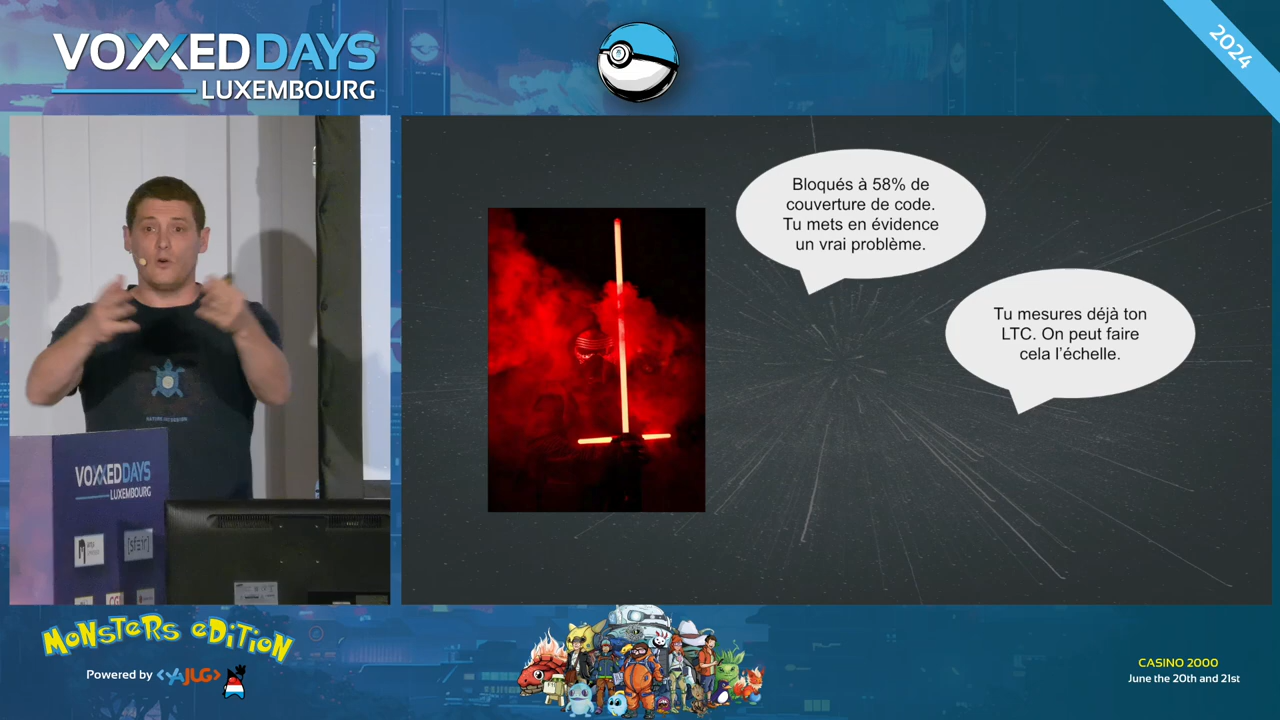 VOXXEDDAYS
LUXEMBOURG
2024
Bloqués à 58% de
couverture de code.
Tu mets en évidence
un vrai problème.
Tu mesures déjà ton
LTC. On peut faire
cela l’échelle.
VOXXEDDAYS
LUXEMBOURG
[sfeir]
MONSTERS EDITION
Powered by <YAJUG>
CASINO 2000
June the 20th and 21st